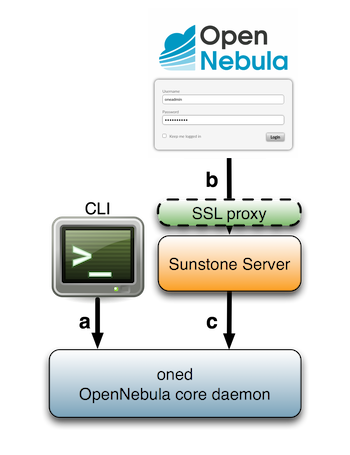 Open
Nebula
Username
oneadmin
Password
••••••••••
Keep me logged in
Login
b
SSL proxy
CLI
>_
Sunstone Server
a
c
oned
OpenNebula core daemon